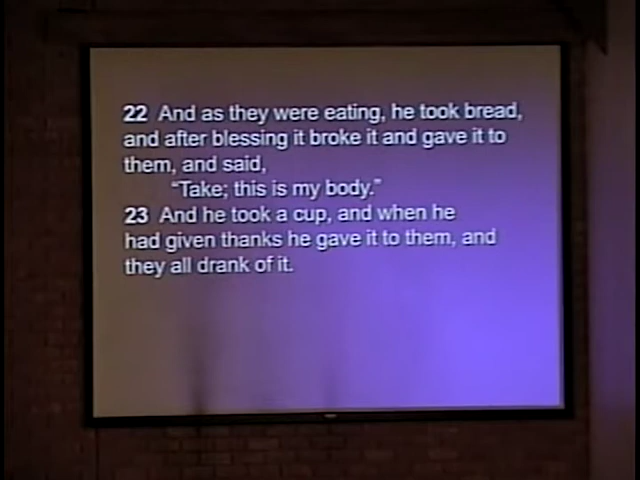 22 And as they were eating, he took bread,
and after blessing it broke it and gave it to
them, and said,
“Take; this is my body.”
23 And he took a cup, and when he
had given thanks he gave it to them, and
they all drank of it.